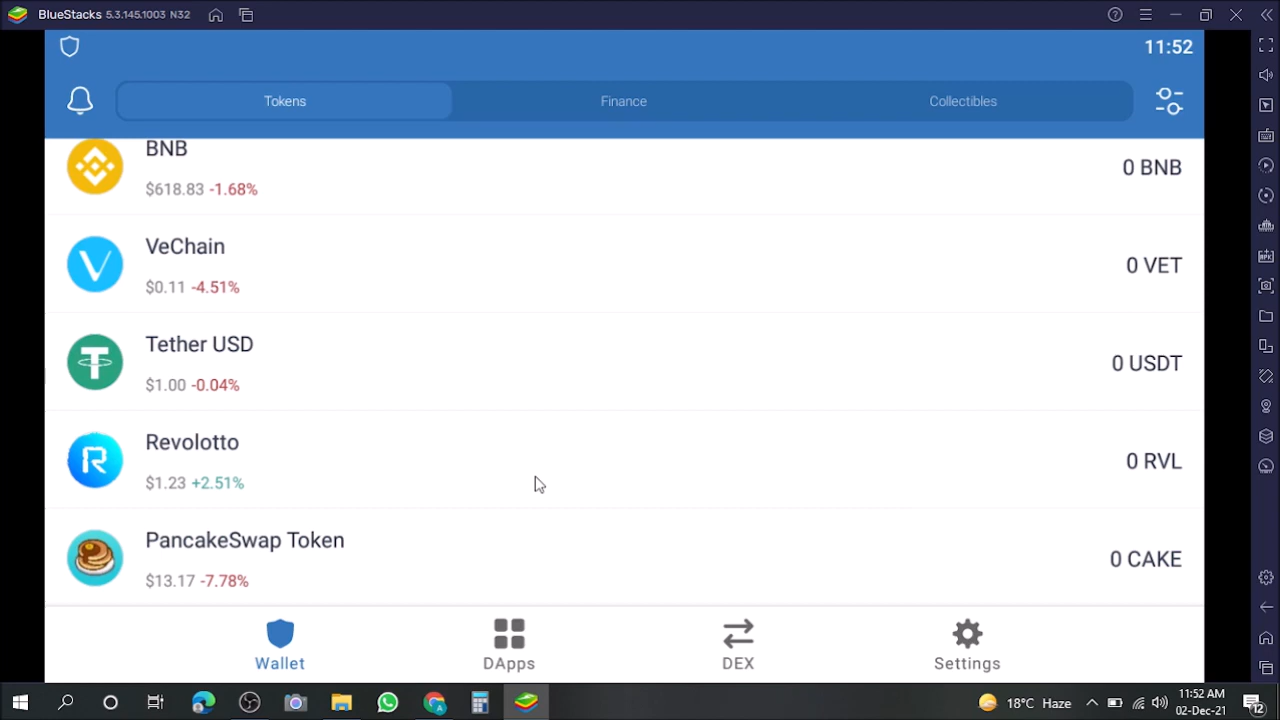 BlueStacks 5.3.145.1003 N32
11:52
Tokens
Finance
Collectibles
BNB
$618.83 -1.68%
0 BNB
VeChain
$0.11 -4.51%
0 VET
Tether USD
$1.00 -0.04%
0 USDT
Revolotto
$1.23 +2.51%
0 RVL
PancakeSwap Token
$13.17 -7.78%
0 CAKE
Wallet
DApps
DEX
Settings
18°C Haze
11:52 AM
02-Dec-21
12